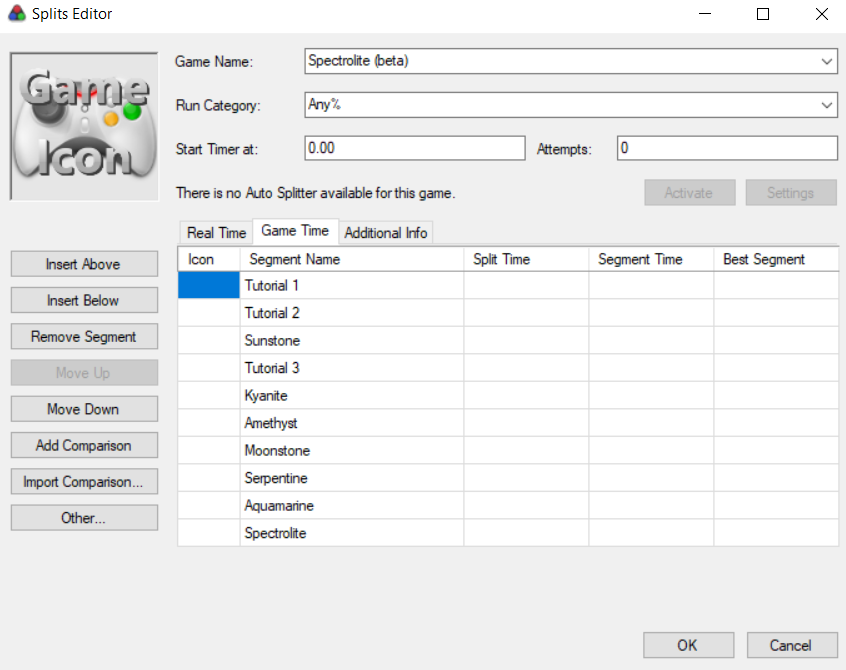 Splits Editor
Game Icon
Game Name: Spectrolite (beta)
Run Category: Any%
Start Timer at: 0.00 Attempts: 0
There is no Auto Splitter available for this game. Activate Settings
Real Time Game Time Additional Info
Icon Segment Name Split Time Segment Time Best Segment
Tutorial 1
Tutorial 2
Sunstone
Tutorial 3
Kyanite
Amethyst
Moonstone
Serpentine
Aquamarine
Spectrolite
Insert Above
Insert Below
Remove Segment
Move Up
Move Down
Add Comparison
Import Comparison...
Other...
OK Cancel